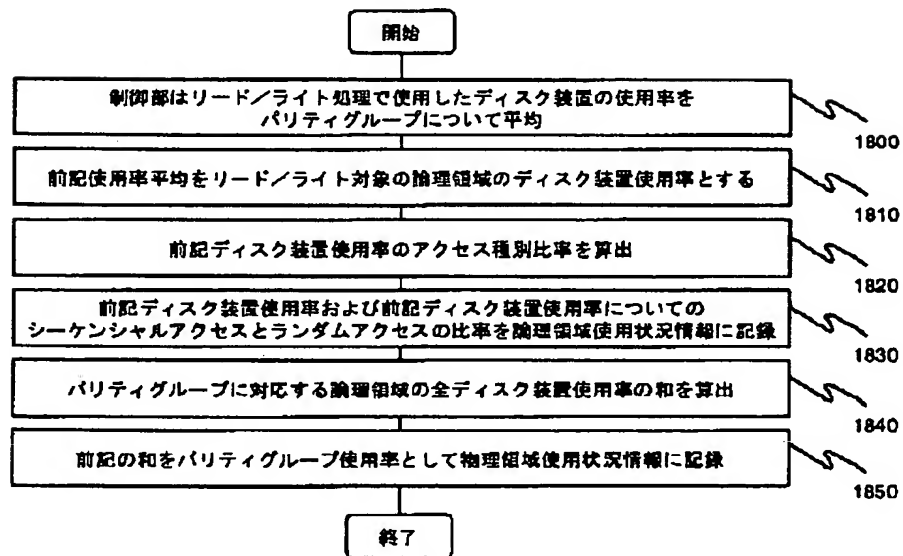 開始
制御部はリード／ライト処理で使用したディスク装置の使用率を
パリティグループについて平均
1800
前記使用率平均をリード／ライト対象の論理領域のディスク装置使用率とする
1810
前記ディスク装置使用率のアクセス種別比率を算出
1820
前記ディスク装置使用率および前記ディスク装置使用率についての
シーケンシャルアクセスとランダムアクセスの比率を論理領域使用状況情報に記録
1830
パリティグループに対応する論理領域の全ディスク装置使用率の和を算出
1840
前記の和をパリティグループ使用率として物理領域使用状況情報に記録
1850
終了